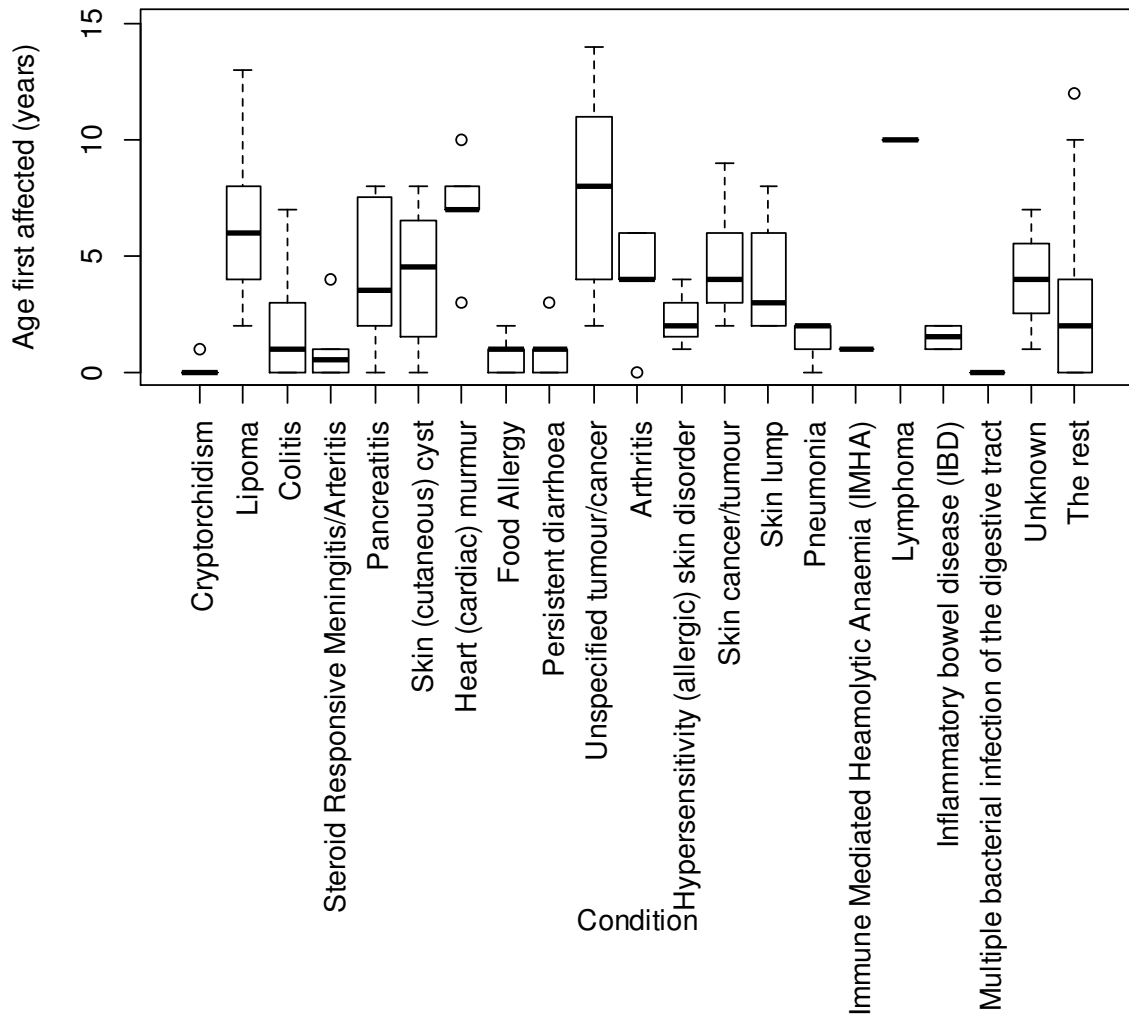 Age first affected (years)
15
10
5
0
Cryptorchidism
Lipoma
Colitis
Steroid Responsive Meningitis/Arteritis
Pancreatitis
Skin (cutaneous) cyst
Heart (cardiac) murmur
Food Allergy
Persistent diarrhoea
Unspecified tumour/cancer
Arthritis
Hypersensitivity (allergic) skin disorder
Skin cancer/tumour
Skin lump
Pneumonia
Immune Mediated Heamolytic Anaemia (IMHA)
Lymphoma
Inflammatory bowel disease (IBD)
Multiple bacterial infection of the digestive tract
Unknown
The rest
Condition